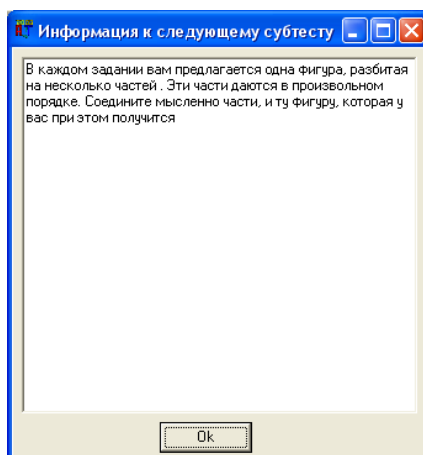 Информация к следующему субтесту
В каждом задании вам предлагается одна фигура, разбитая
на несколько частей . Эти части даются в произвольном
порядке. Соедините мысленно части, и ту фигуру, которая у
вас при этом получится
Ok